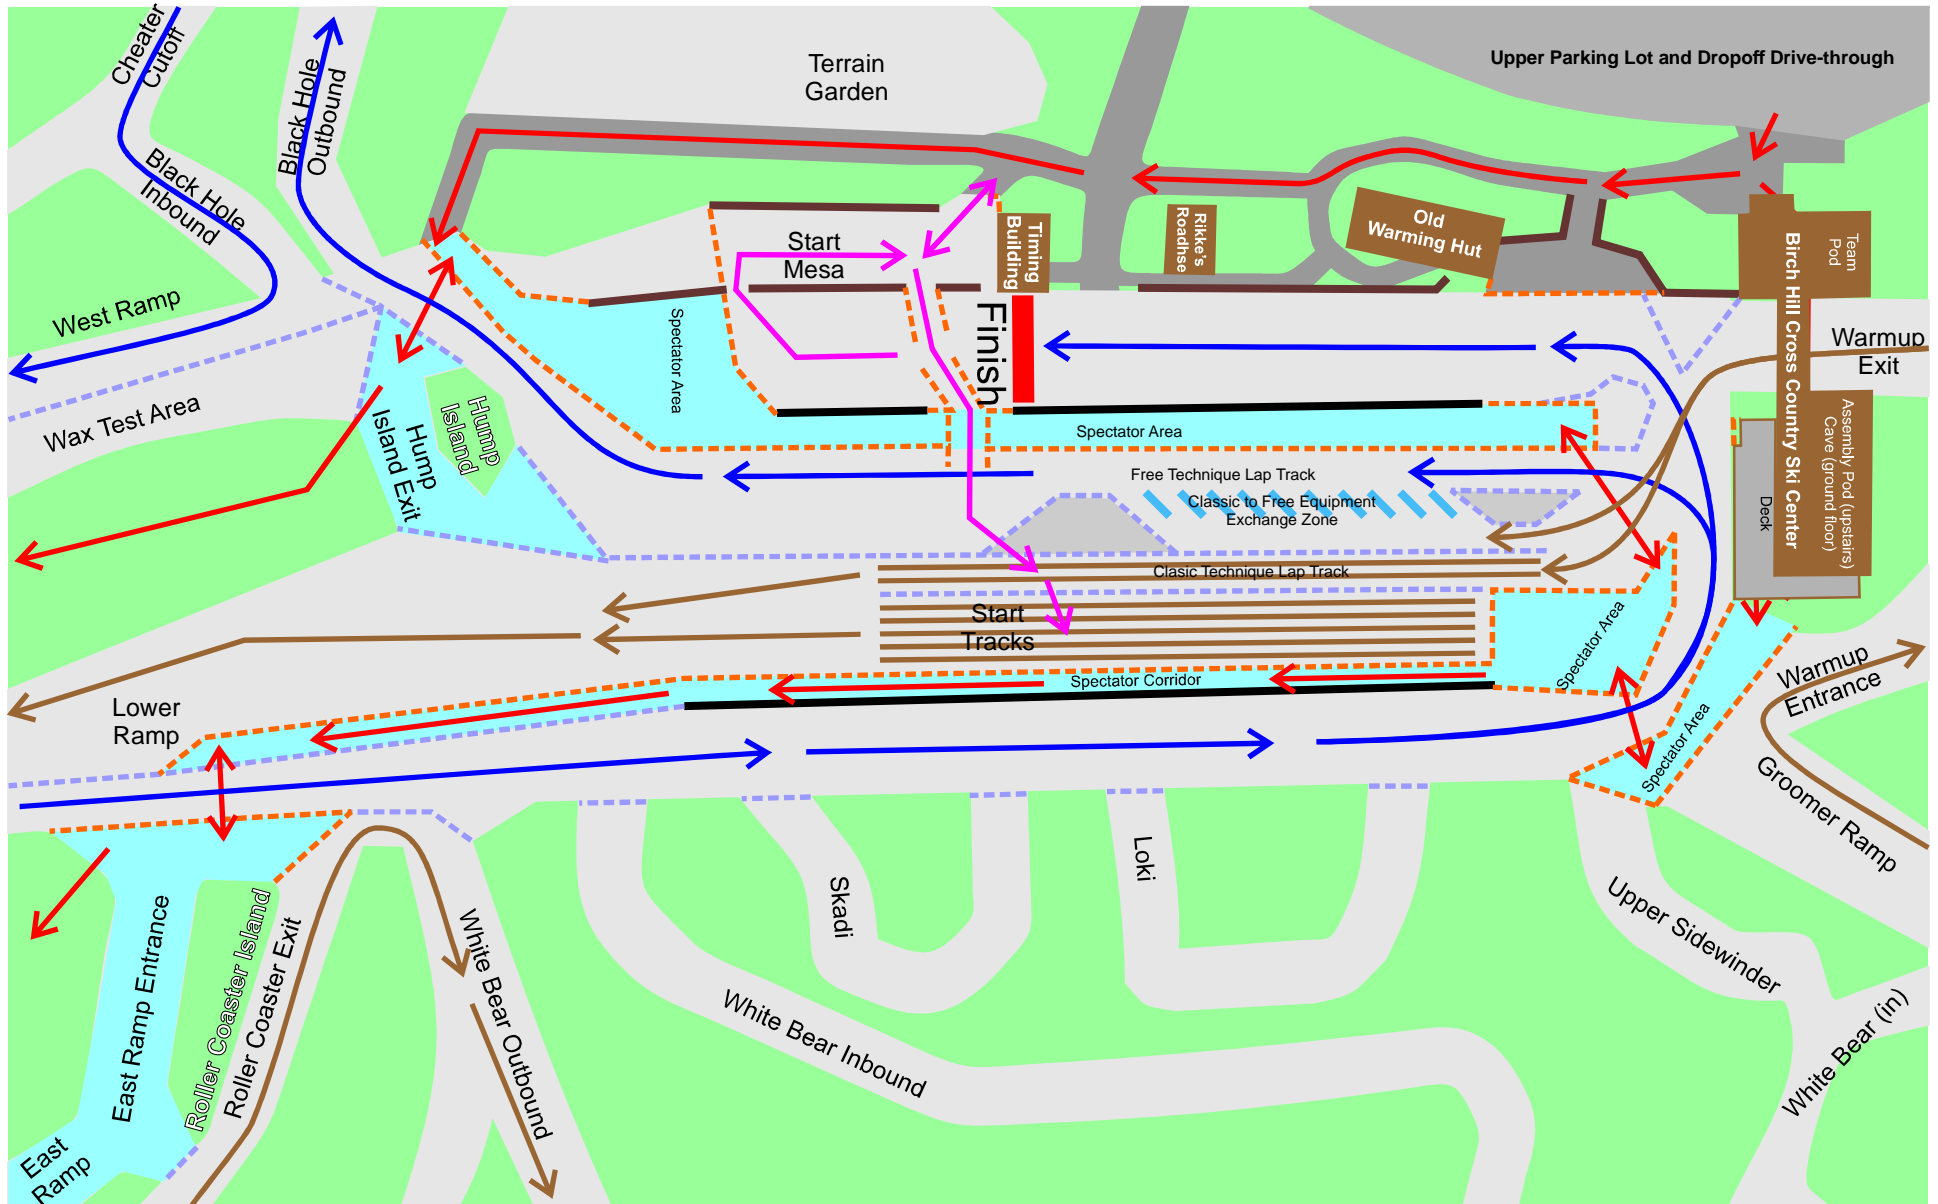 Cheater
Cutoff
Black Hole
Outbound
Terrain
Garden
Upper Parking Lot and Dropoff Drive-through
Black Hole
Inbound
Start
Mesa
Timing
Building
Rikke's
Roadhse
Old
Warming Hut
Team
Pod
Birch Hill Cross Country Ski Center
West Ramp
Wax Test Area
Hump
Island
Hump
Island Exit
Spectator Area
Finish
Spectator Area
Warmup
Exit
Assembly Pod (upstairs)
Cave (ground floor)
Deck
Free Technique Lap Track
Classic to Free Equipment
Exchange Zone
Clasic Technique Lap Track
Start
Tracks
Spectator Area
Spectator Corridor
Spectator Area
Lower
Ramp
Warmup
Entrance
Groomer Ramp
East Ramp Entrance
Roller Coaster Island
Roller Coaster Exit
White Bear Outbound
Skadi
Loki
White Bear Inbound
Upper Sidewinder
White Bear (in)
East
Ramp